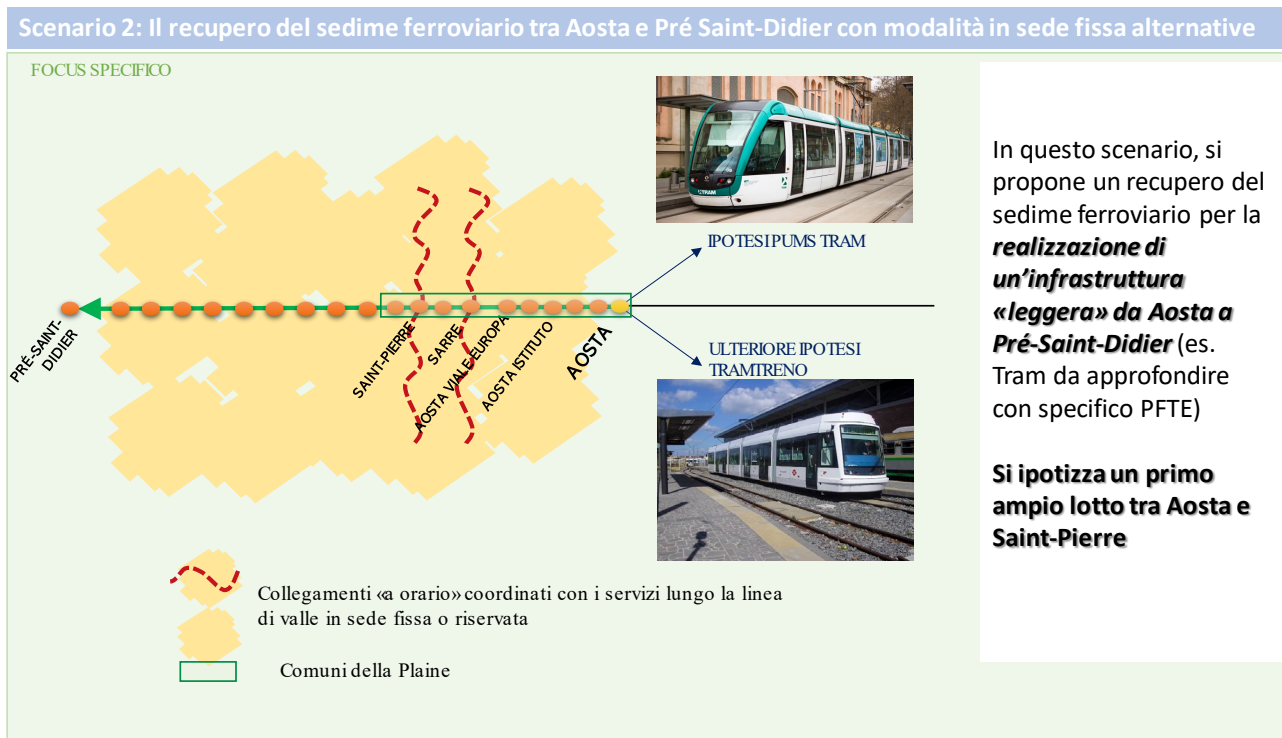 Scenario 2: Il recupero del sedime ferroviario tra Aosta e Pré Saint-Didier con modalità in sede fissa alternative
FOCUS SPECIFICO
TRAM
IPOTESI PUMS TRAM
PRÉ-SAINT-
DIDIER
SAINT-PIERRE
SARRE
AOSTA VIALE EUROPA
AOSTA ISTITUTO
AOSTA
ULTERIORE IPOTESI
TRAMTRENO
In questo scenario, si
propone un recupero del
sedime ferroviario per la
realizzazione di
un’infrastruttura
«leggera» da Aosta a
Pré-Saint-Didier (es.
Tram da approfondire
con specifico PFTE)
Si ipotizza un primo
ampio lotto tra Aosta e
Saint-Pierre
Collegamenti «a orario» coordinati con i servizi lungo la linea
di valle in sede fissa o riservata
Comuni della Plaine